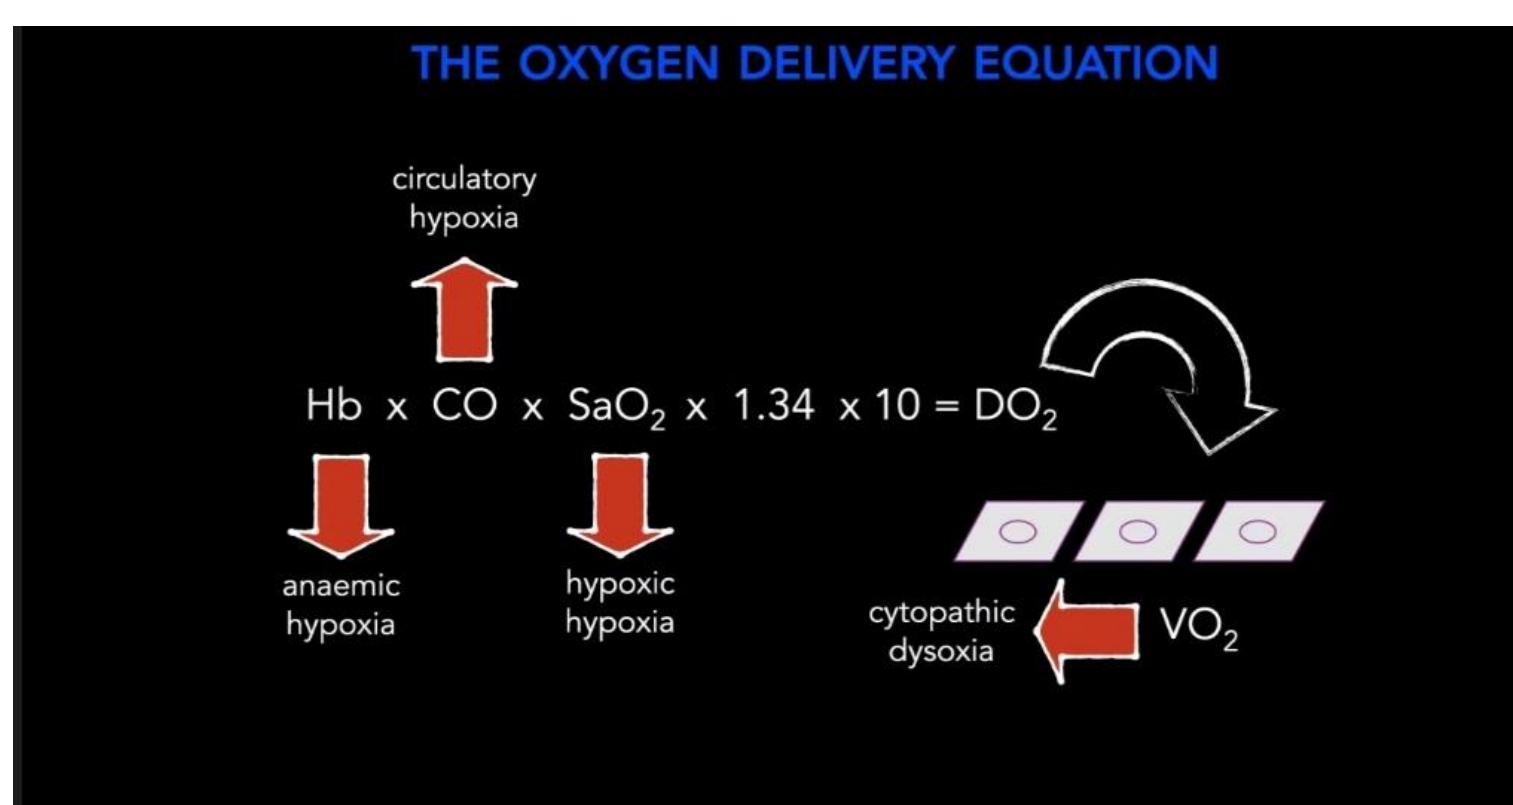 THE OXYGEN DELIVERY EQUATION
circulatory
hypoxia
Hb x CO x SaO₂ x 1.34 x 10 = DO₂
anaemic
hypoxia
hypoxic
hypoxia
cytopathic
dysoxia
VO₂